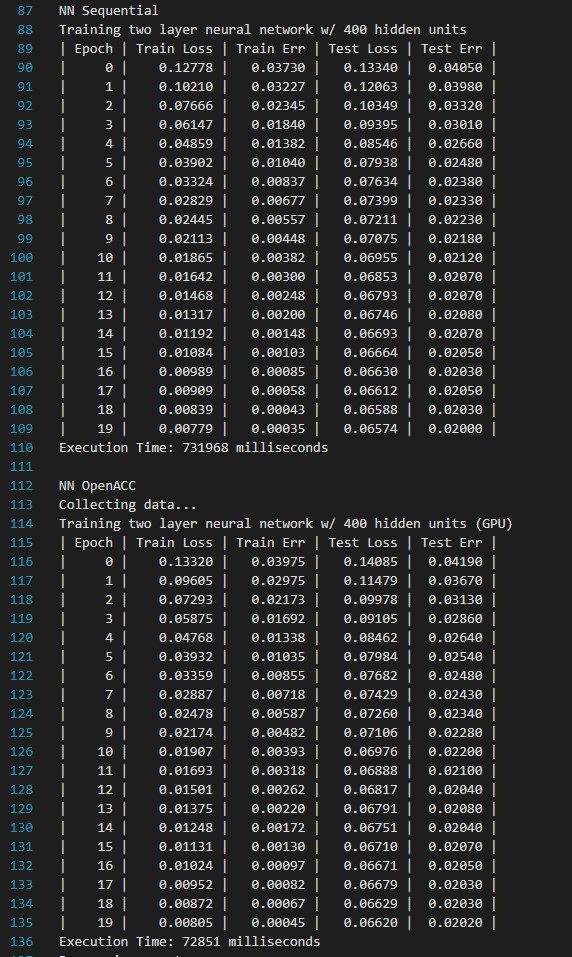 87 NN Sequential
88 Training two layer neural network w/ 400 hidden units
89 | Epoch | Train Loss | Train Err | Test Loss | Test Err |
90 | 0 | 0.12778 | 0.03730 | 0.13340 | 0.04050 |
91 | 1 | 0.10210 | 0.03227 | 0.12063 | 0.03980 |
92 | 2 | 0.07666 | 0.02345 | 0.10349 | 0.03320 |
93 | 3 | 0.06147 | 0.01840 | 0.09395 | 0.03010 |
94 | 4 | 0.04859 | 0.01382 | 0.08546 | 0.02660 |
95 | 5 | 0.03902 | 0.01040 | 0.07938 | 0.02480 |
96 | 6 | 0.03324 | 0.00837 | 0.07634 | 0.02380 |
97 | 7 | 0.02829 | 0.00677 | 0.07399 | 0.02330 |
98 | 8 | 0.02445 | 0.00557 | 0.07211 | 0.02230 |
99 | 9 | 0.02113 | 0.00448 | 0.07075 | 0.02180 |
100 | 10 | 0.01865 | 0.00382 | 0.06955 | 0.02120 |
101 | 11 | 0.01642 | 0.00300 | 0.06853 | 0.02070 |
102 | 12 | 0.01468 | 0.00248 | 0.06793 | 0.02070 |
103 | 13 | 0.01317 | 0.00200 | 0.06746 | 0.02080 |
104 | 14 | 0.01192 | 0.00148 | 0.06693 | 0.02070 |
105 | 15 | 0.01084 | 0.00103 | 0.06664 | 0.02050 |
106 | 16 | 0.00989 | 0.00085 | 0.06630 | 0.02030 |
107 | 17 | 0.00909 | 0.00058 | 0.06612 | 0.02050 |
108 | 18 | 0.00839 | 0.00043 | 0.06588 | 0.02030 |
109 | 19 | 0.00779 | 0.00035 | 0.06574 | 0.02000 |
110 Execution Time: 731968 milliseconds
111
112 NN OpenACC
113 Collecting data...
114 Training two layer neural network w/ 400 hidden units (GPU)
115 | Epoch | Train Loss | Train Err | Test Loss | Test Err |
116 | 0 | 0.13320 | 0.03975 | 0.14085 | 0.04190 |
117 | 1 | 0.09605 | 0.02975 | 0.11479 | 0.03670 |
118 | 2 | 0.07293 | 0.02173 | 0.09978 | 0.03130 |
119 | 3 | 0.05875 | 0.01692 | 0.09105 | 0.02860 |
120 | 4 | 0.04768 | 0.01338 | 0.08462 | 0.02640 |
121 | 5 | 0.03932 | 0.01035 | 0.07984 | 0.02540 |
122 | 6 | 0.03359 | 0.00855 | 0.07682 | 0.02480 |
123 | 7 | 0.02887 | 0.00718 | 0.07429 | 0.02430 |
124 | 8 | 0.02478 | 0.00587 | 0.07260 | 0.02340 |
125 | 9 | 0.02174 | 0.00482 | 0.07106 | 0.02280 |
126 | 10 | 0.01907 | 0.00393 | 0.06976 | 0.02200 |
127 | 11 | 0.01693 | 0.00318 | 0.06888 | 0.02100 |
128 | 12 | 0.01501 | 0.00262 | 0.06817 | 0.02040 |
129 | 13 | 0.01375 | 0.00220 | 0.06791 | 0.02080 |
130 | 14 | 0.01248 | 0.00172 | 0.06751 | 0.02040 |
131 | 15 | 0.01131 | 0.00130 | 0.06710 | 0.02070 |
132 | 16 | 0.01024 | 0.00097 | 0.06671 | 0.02050 |
133 | 17 | 0.00952 | 0.00082 | 0.06679 | 0.02030 |
134 | 18 | 0.00872 | 0.00067 | 0.06629 | 0.02030 |
135 | 19 | 0.00805 | 0.00045 | 0.06620 | 0.02020 |
136 Execution Time: 72851 milliseconds